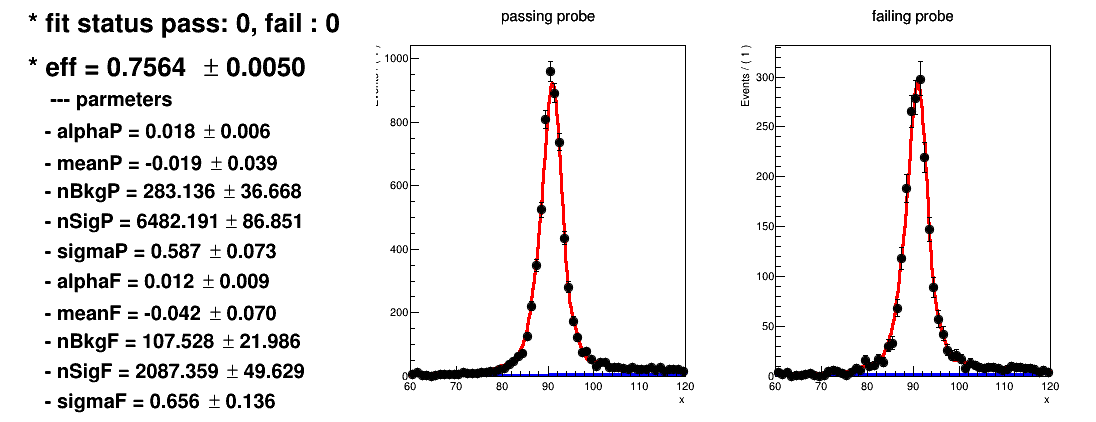 * fit status pass: 0, fail : 0
* eff = 0.7564 ± 0.0050
--- parmeters
- alphaP = 0.018 ± 0.006
- meanP = -0.019 ± 0.039
- nBkgP = 283.136 ± 36.668
- nSigP = 6482.191 ± 86.851
- sigmaP = 0.587 ± 0.073
- alphaF = 0.012 ± 0.009
- meanF = -0.042 ± 0.070
- nBkgF = 107.528 ± 21.986
- nSigF = 2087.359 ± 49.629
- sigmaF = 0.656 ± 0.136
passing probe
1000
800
600
400
200
0
60 70 80 90 100 110 120
x
failing probe
Events / ( 1 )
300
250
200
150
100
50
0
60 70 80 90 100 110 120
x